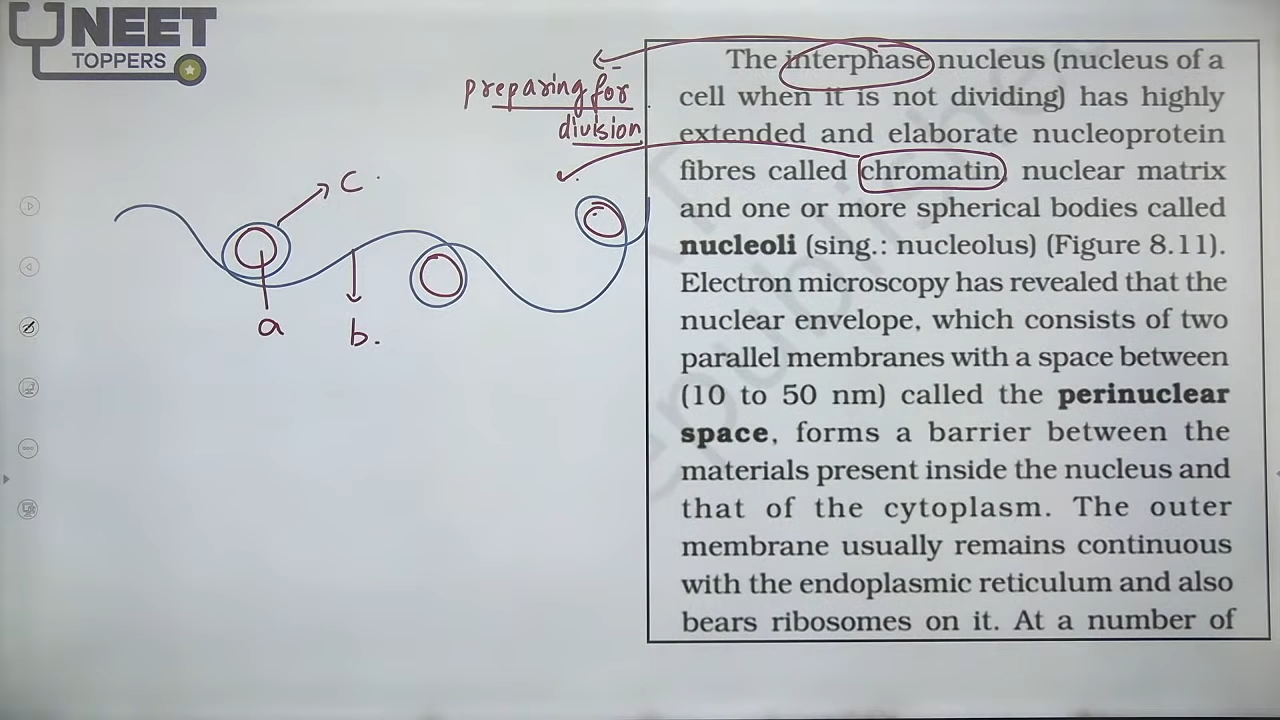 NEET
TOPPERS
preparing for
division
c.
a
b.
The interphase nucleus (nucleus of a
cell when it is not dividing) has highly
extended and elaborate nucleoprotein
fibres called chromatin, nuclear matrix
and one or more spherical bodies called
nucleoli (sing.: nucleolus) (Figure 8.11).
Electron microscopy has revealed that the
nuclear envelope, which consists of two
parallel membranes with a space between
(10 to 50 nm) called the perinuclear
space, forms a barrier between the
materials present inside the nucleus and
that of the cytoplasm. The outer
membrane usually remains continuous
with the endoplasmic reticulum and also
bears ribosomes on it. At a number of